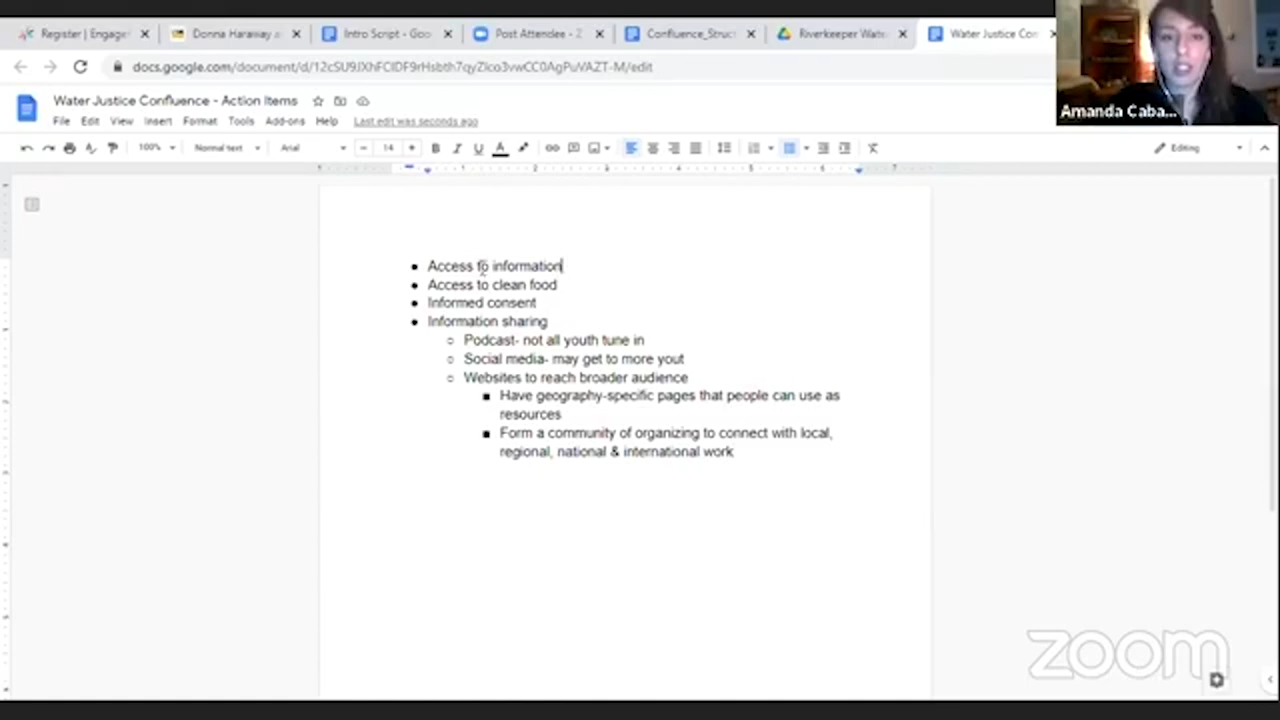 Register | Engage
Donna Haraway a
Intro Script - Goo
Post Attendee - Z
Confluence_Struct
Riverkeeper Wate
Water Justice Con
Water Justice Confluence - Action Items
File Edit View Insert Format Tools Add-ons Help Last edit was seconds ago
100% Normal text Arial 14 Editing
Amanda Caba...
• Access to information
• Access to clean food
• Informed consent
• Information sharing
○ Podcast- not all youth tune in
○ Social media- may get to more yout
○ Websites to reach broader audience
■ Have geography-specific pages that people can use as
resources
■ Form a community of organizing to connect with local,
regional, national & international work
zoom